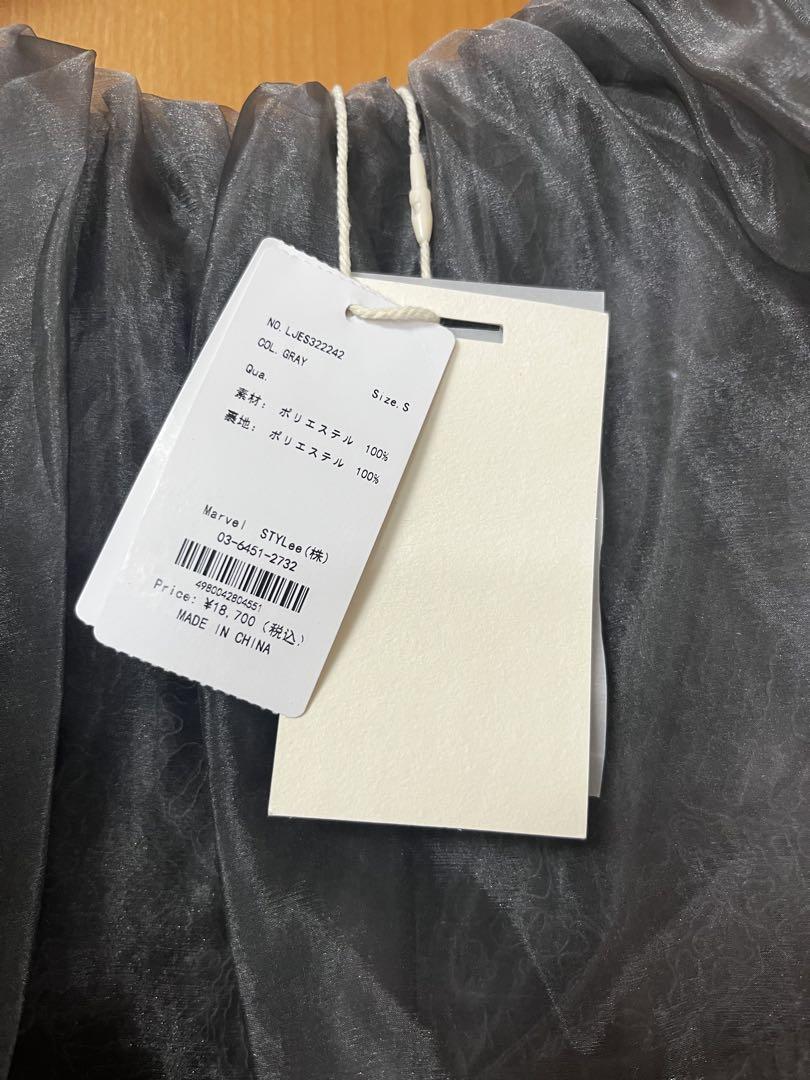 NO. LJES322242
COL. GRAY
Qua. Size. S
素材: ポリエステル 100%
裏地: ポリエステル 100%
Marvel STYLee(株)
03-6451-2732
4980042804551
Price: ¥18,700 (税込)
MADE IN CHINA